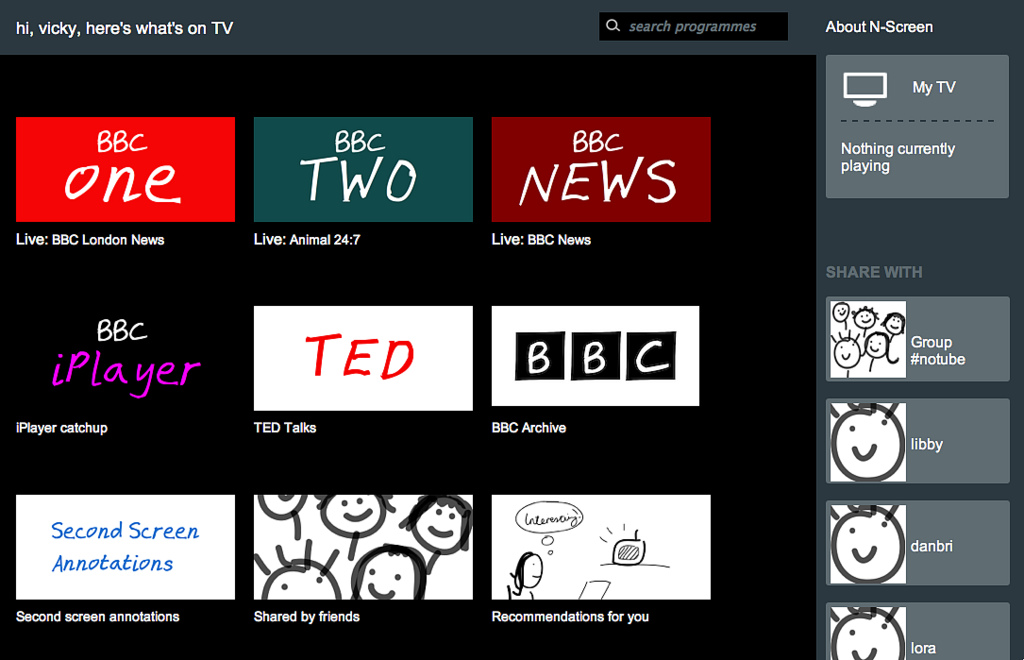 hi, vicky, here's what's on TV
search programmes
About N-Screen
My TV
Nothing currently
playing
BBC
one
BBC
TWO
BBC
NEWS
Live: BBC London News
Live: Animal 24:7
Live: BBC News
SHARE WITH
Group
#notube
BBC
iPlayer
TED
BBC
iPlayer catchup
TED Talks
BBC Archive
libby
Second Screen
Annotations
Interesting.
danbri
Second screen annotations
Shared by friends
Recommendations for you
lora